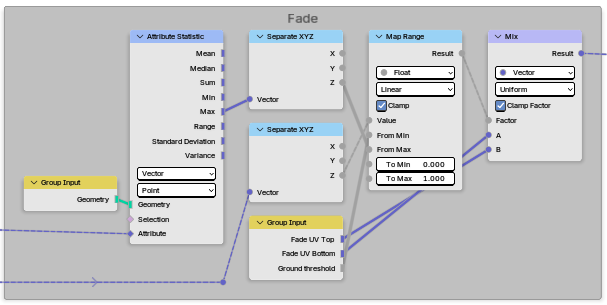 Fade
Attribute Statistic
Mean
Median
Sum
Min
Max
Range
Standard Deviation
Variance
Vector
Point
Geometry
Selection
Attribute
Group Input
Geometry
Separate XYZ
X
Y
Z
Vector
Separate XYZ
X
Y
Z
Vector
Group Input
Fade UV Top
Fade UV Bottom
Ground threshold
Map Range
Result
Float
Linear
Clamp
Value
From Min
From Max
To Min 0.000
To Max 1.000
Mix
Result
Vector
Uniform
Clamp Factor
Factor
A
B